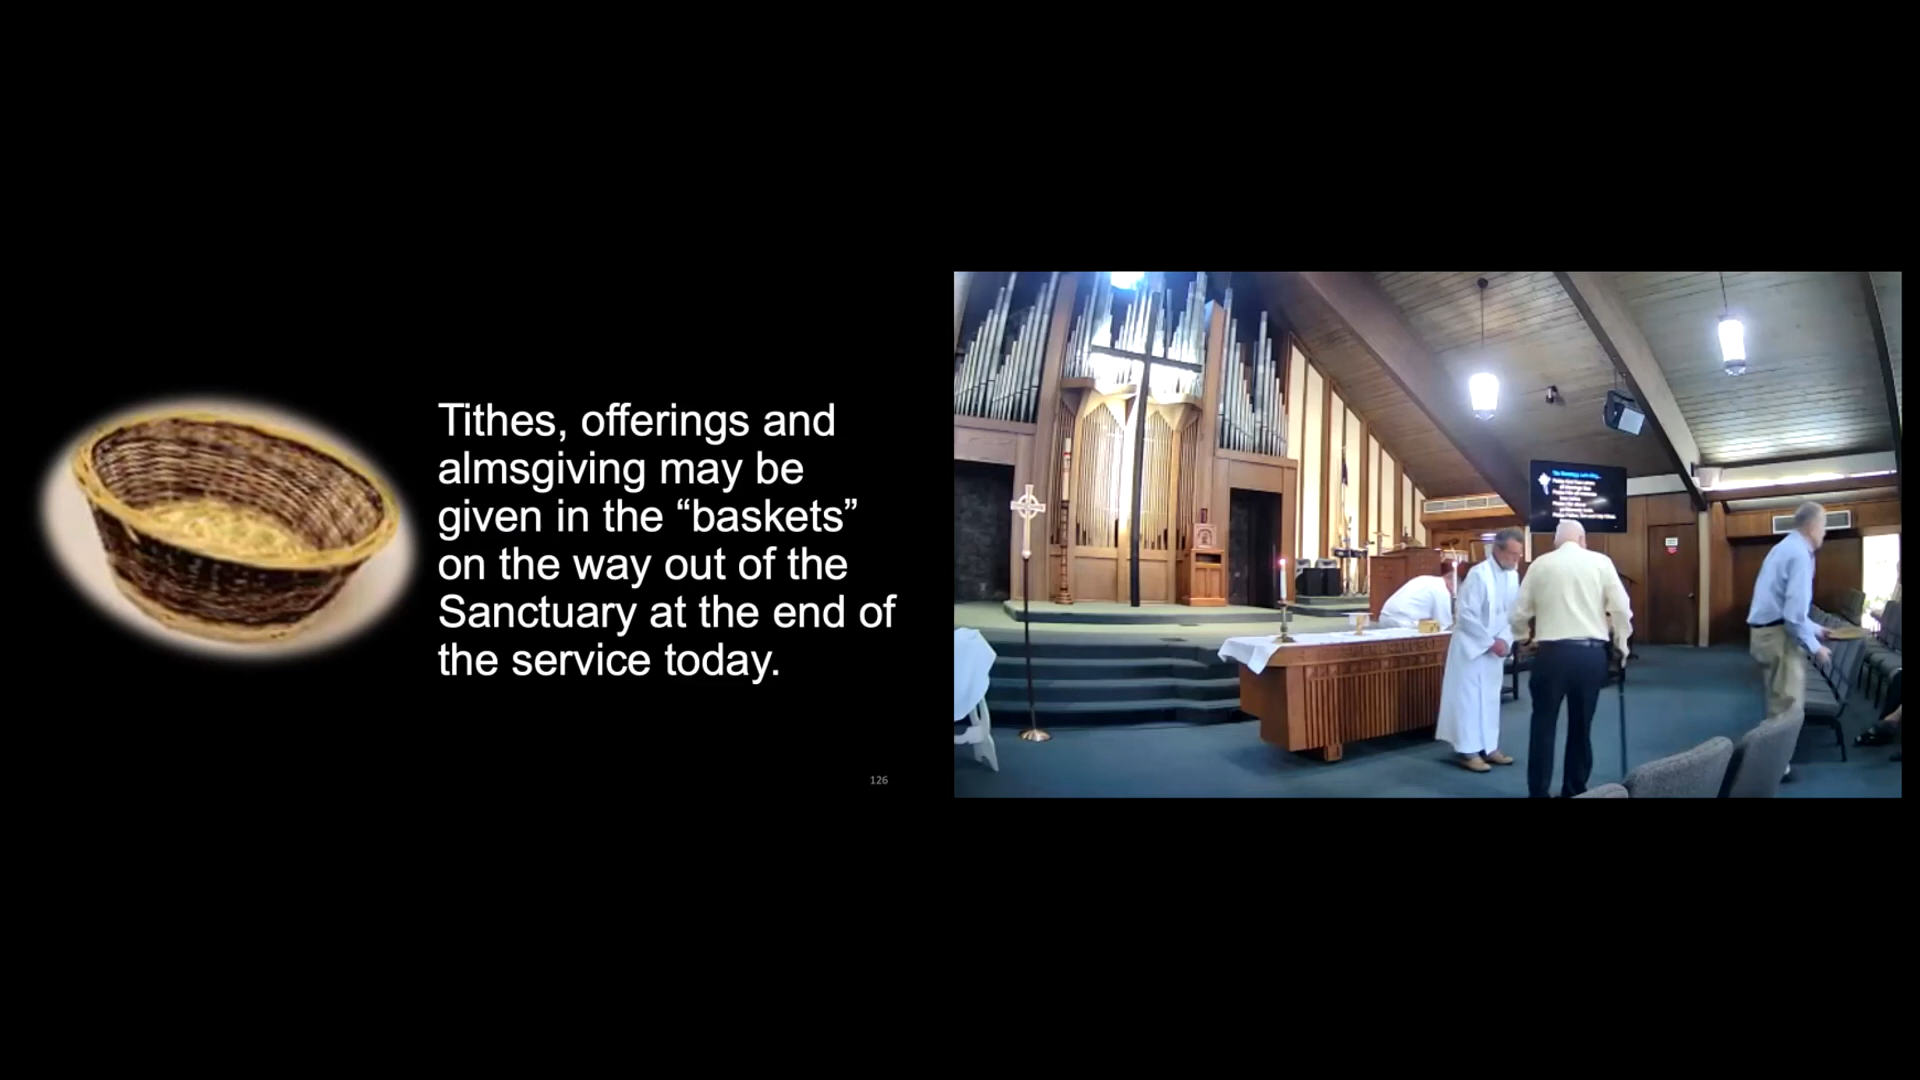 Tithes, offerings and
almsgiving may be
given in the “baskets”
on the way out of the
Sanctuary at the end of
the service today.
126